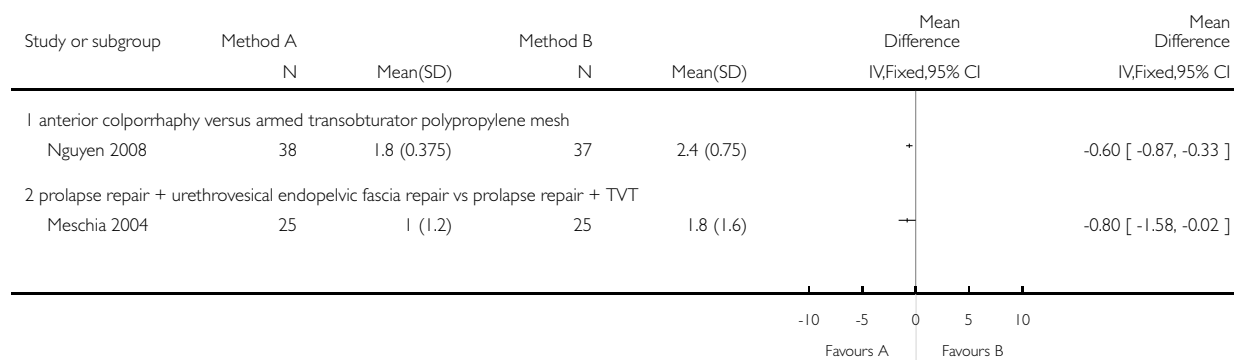 Mean Mean
Study or subgroup Method A Method B Difference Difference
N Mean(SD) N Mean(SD) IV,Fixed,95% CI IV,Fixed,95% CI
1 anterior colporrhaphy versus armed transobturator polypropylene mesh
Nguyen 2008 38 1.8 (0.375) 37 2.4 (0.75) -0.60 [ -0.87, -0.33 ]
2 prolapse repair + urethrovesical endopelvic fascia repair vs prolapse repair + TVT
Meschia 2004 25 1 (1.2) 25 1.8 (1.6) -0.80 [ -1.58, -0.02 ]
-10 -5 0 5 10
Favours A Favours B